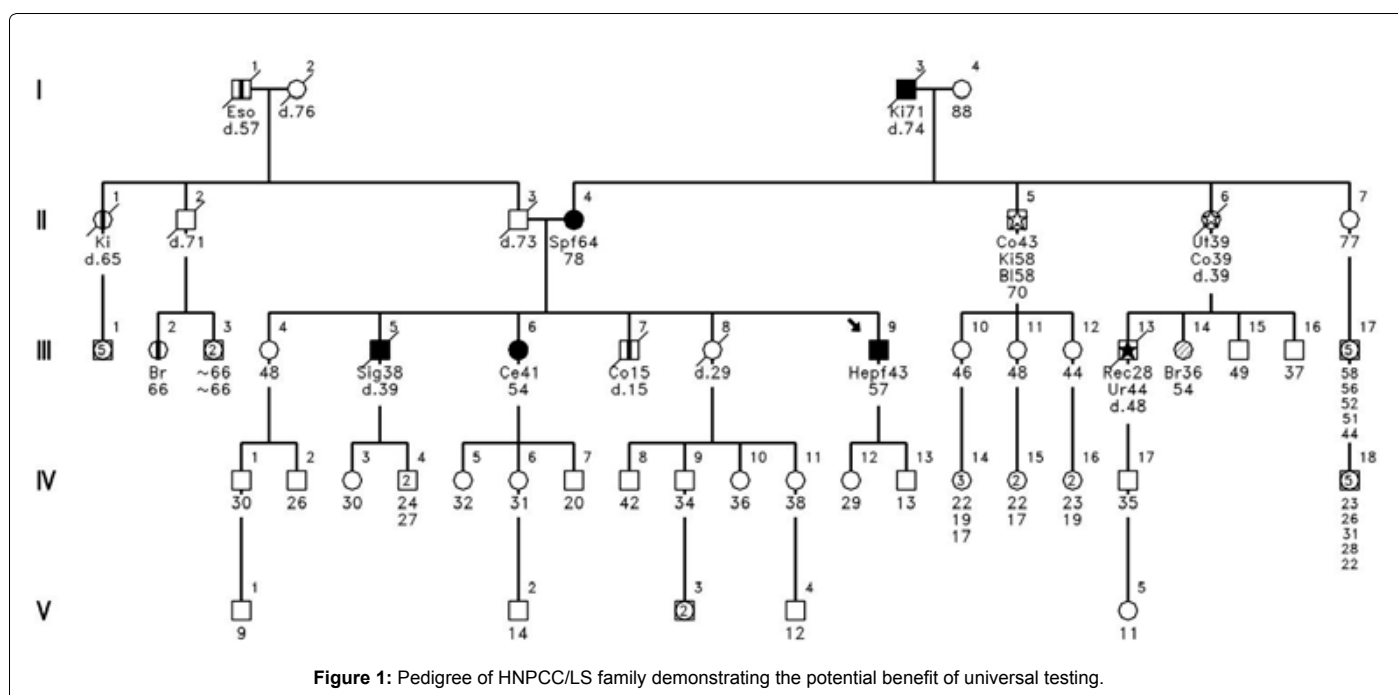 1 2 3 4
I
Eso d.76 Ki71 88
d.57 d.74
1 2 3 4 5 6 7
II
Ki d.71 d.73 Spf64 Co43 Ut39 77
d.65 78 Ki58 Co39
Bl58 d.39
70
1 2 3 4 5 6 7 8 9 10 11 12 13 14 15 16 17
III
5 2 5
Br ~66 48 Sig38 Ce41 Co15 d.29 Hepf43 46 48 44 Rec28 Br36 49 37 58
66 ~66 d.39 54 d.15 57 Ur44 54 56
d.48 52
51
44
1 2 3 4 5 6 7 8 9 10 11 12 13 14 15 16 17 18
IV
2 3 2 2 5
30 26 30 24 32 31 20 42 34 36 38 29 13 22 22 23 35 23
27 19 17 19 26
17 31
28
22
1 2 3 4 5
V
2
9 14 12 11
Figure 1: Pedigree of HNPCC/LS family demonstrating the potential benefit of universal testing.